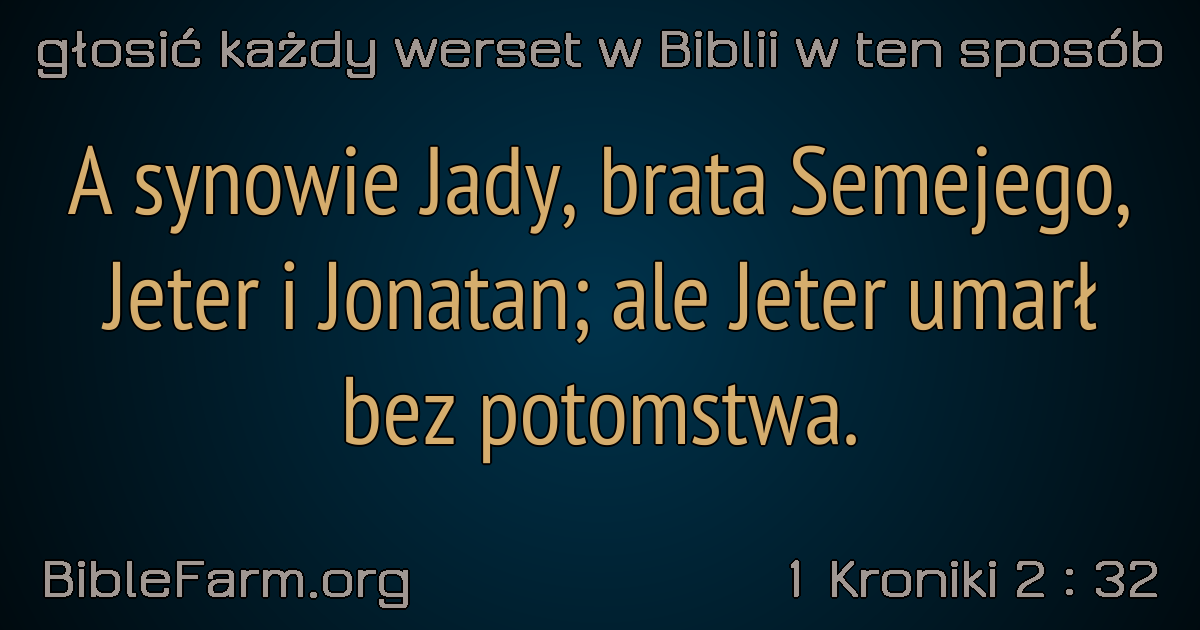 głosić każdy werset w Biblii w ten sposób
A synowie Jady, brata Semejego,
Jeter i Jonatan; ale Jeter umarł
bez potomstwa.
BibleFarm.org
1 Kroniki 2 : 32